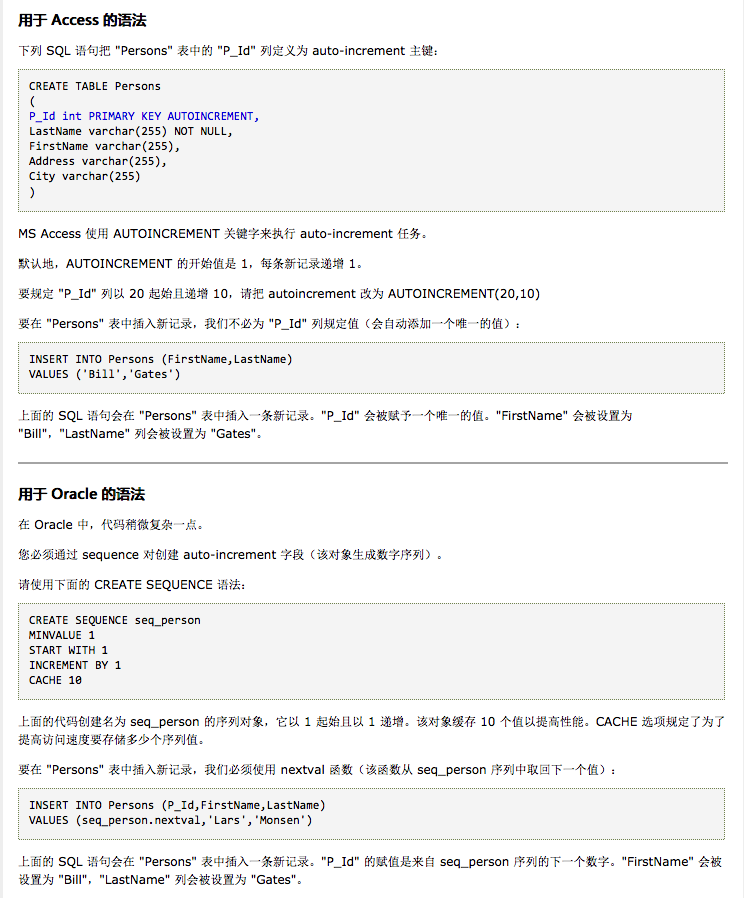 用于 Access 的语法
下列 SQL 语句把 "Persons" 表中的 "P_Id" 列定义为 auto-increment 主键：
CREATE TABLE Persons
(
P_Id int PRIMARY KEY AUTOINCREMENT,
LastName varchar(255) NOT NULL,
FirstName varchar(255),
Address varchar(255),
City varchar(255)
)
MS Access 使用 AUTOINCREMENT 关键字来执行 auto-increment 任务。
默认地，AUTOINCREMENT 的开始值是 1，每条新记录递增 1。
要规定 "P_Id" 列以 20 起始且递增 10，请把 autoincrement 改为 AUTOINCREMENT(20,10)
要在 "Persons" 表中插入新记录，我们不必为 "P_Id" 列规定值（会自动添加一个唯一的值）：
INSERT INTO Persons (FirstName,LastName)
VALUES ('Bill','Gates')
上面的 SQL 语句会在 "Persons" 表中插入一条新记录。"P_Id" 会被赋予一个唯一的值。"FirstName" 会被设置为
"Bill"，"LastName" 列会被设置为 "Gates"。
用于 Oracle 的语法
在 Oracle 中，代码稍微复杂一点。
您必须通过 sequence 对创建 auto-increment 字段（该对象生成数字序列）。
请使用下面的 CREATE SEQUENCE 语法：
CREATE SEQUENCE seq_person
MINVALUE 1
START WITH 1
INCREMENT BY 1
CACHE 10
上面的代码创建名为 seq_person 的序列对象，它以 1 起始且以 1 递增。该对象缓存 10 个值以提高性能。CACHE 选项规定了为了
提高访问速度要存储多少个序列值。
要在 "Persons" 表中插入新记录，我们必须使用 nextval 函数（该函数从 seq_person 序列中取回下一个值）：
INSERT INTO Persons (P_Id,FirstName,LastName)
VALUES (seq_person.nextval,'Lars','Monsen')
上面的 SQL 语句会在 "Persons" 表中插入一条新记录。"P_Id" 的赋值是来自 seq_person 序列的下一个数字。"FirstName" 会被
设置为 "Bill"，"LastName" 列会被设置为 "Gates"。